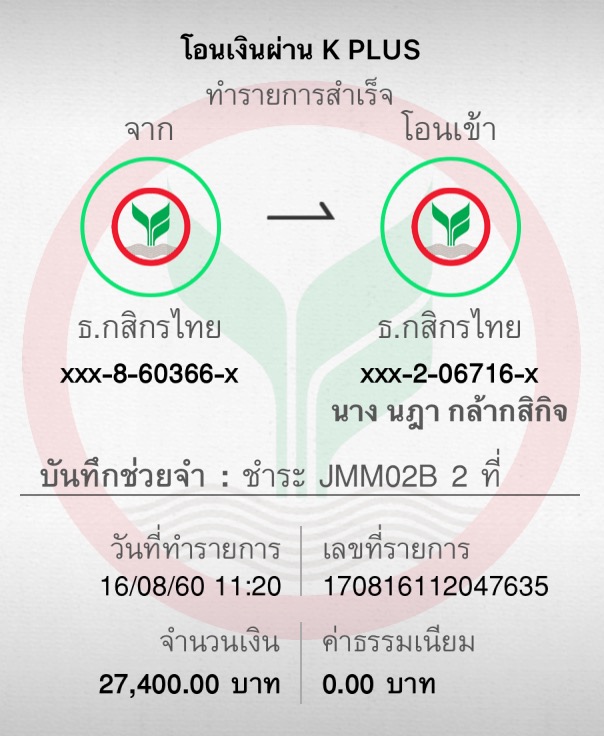 โอนเงินผ่าน K PLUS
ทำรายการสำเร็จ
จาก
โอนเข้า
ธ.กสิกรไทย
ธ.กสิกรไทย
xxx-8-60366-x
xxx-2-06716-x
นาง นฎา กล้ากสิกิจ
บันทึกช่วยจำ : ชำระ JMM02B 2 ที่
วันที่ทำรายการ
เลขที่รายการ
16/08/60 11:20
170816112047635
จำนวนเงิน
ค่าธรรมเนียม
27,400.00 บาท
0.00 บาท